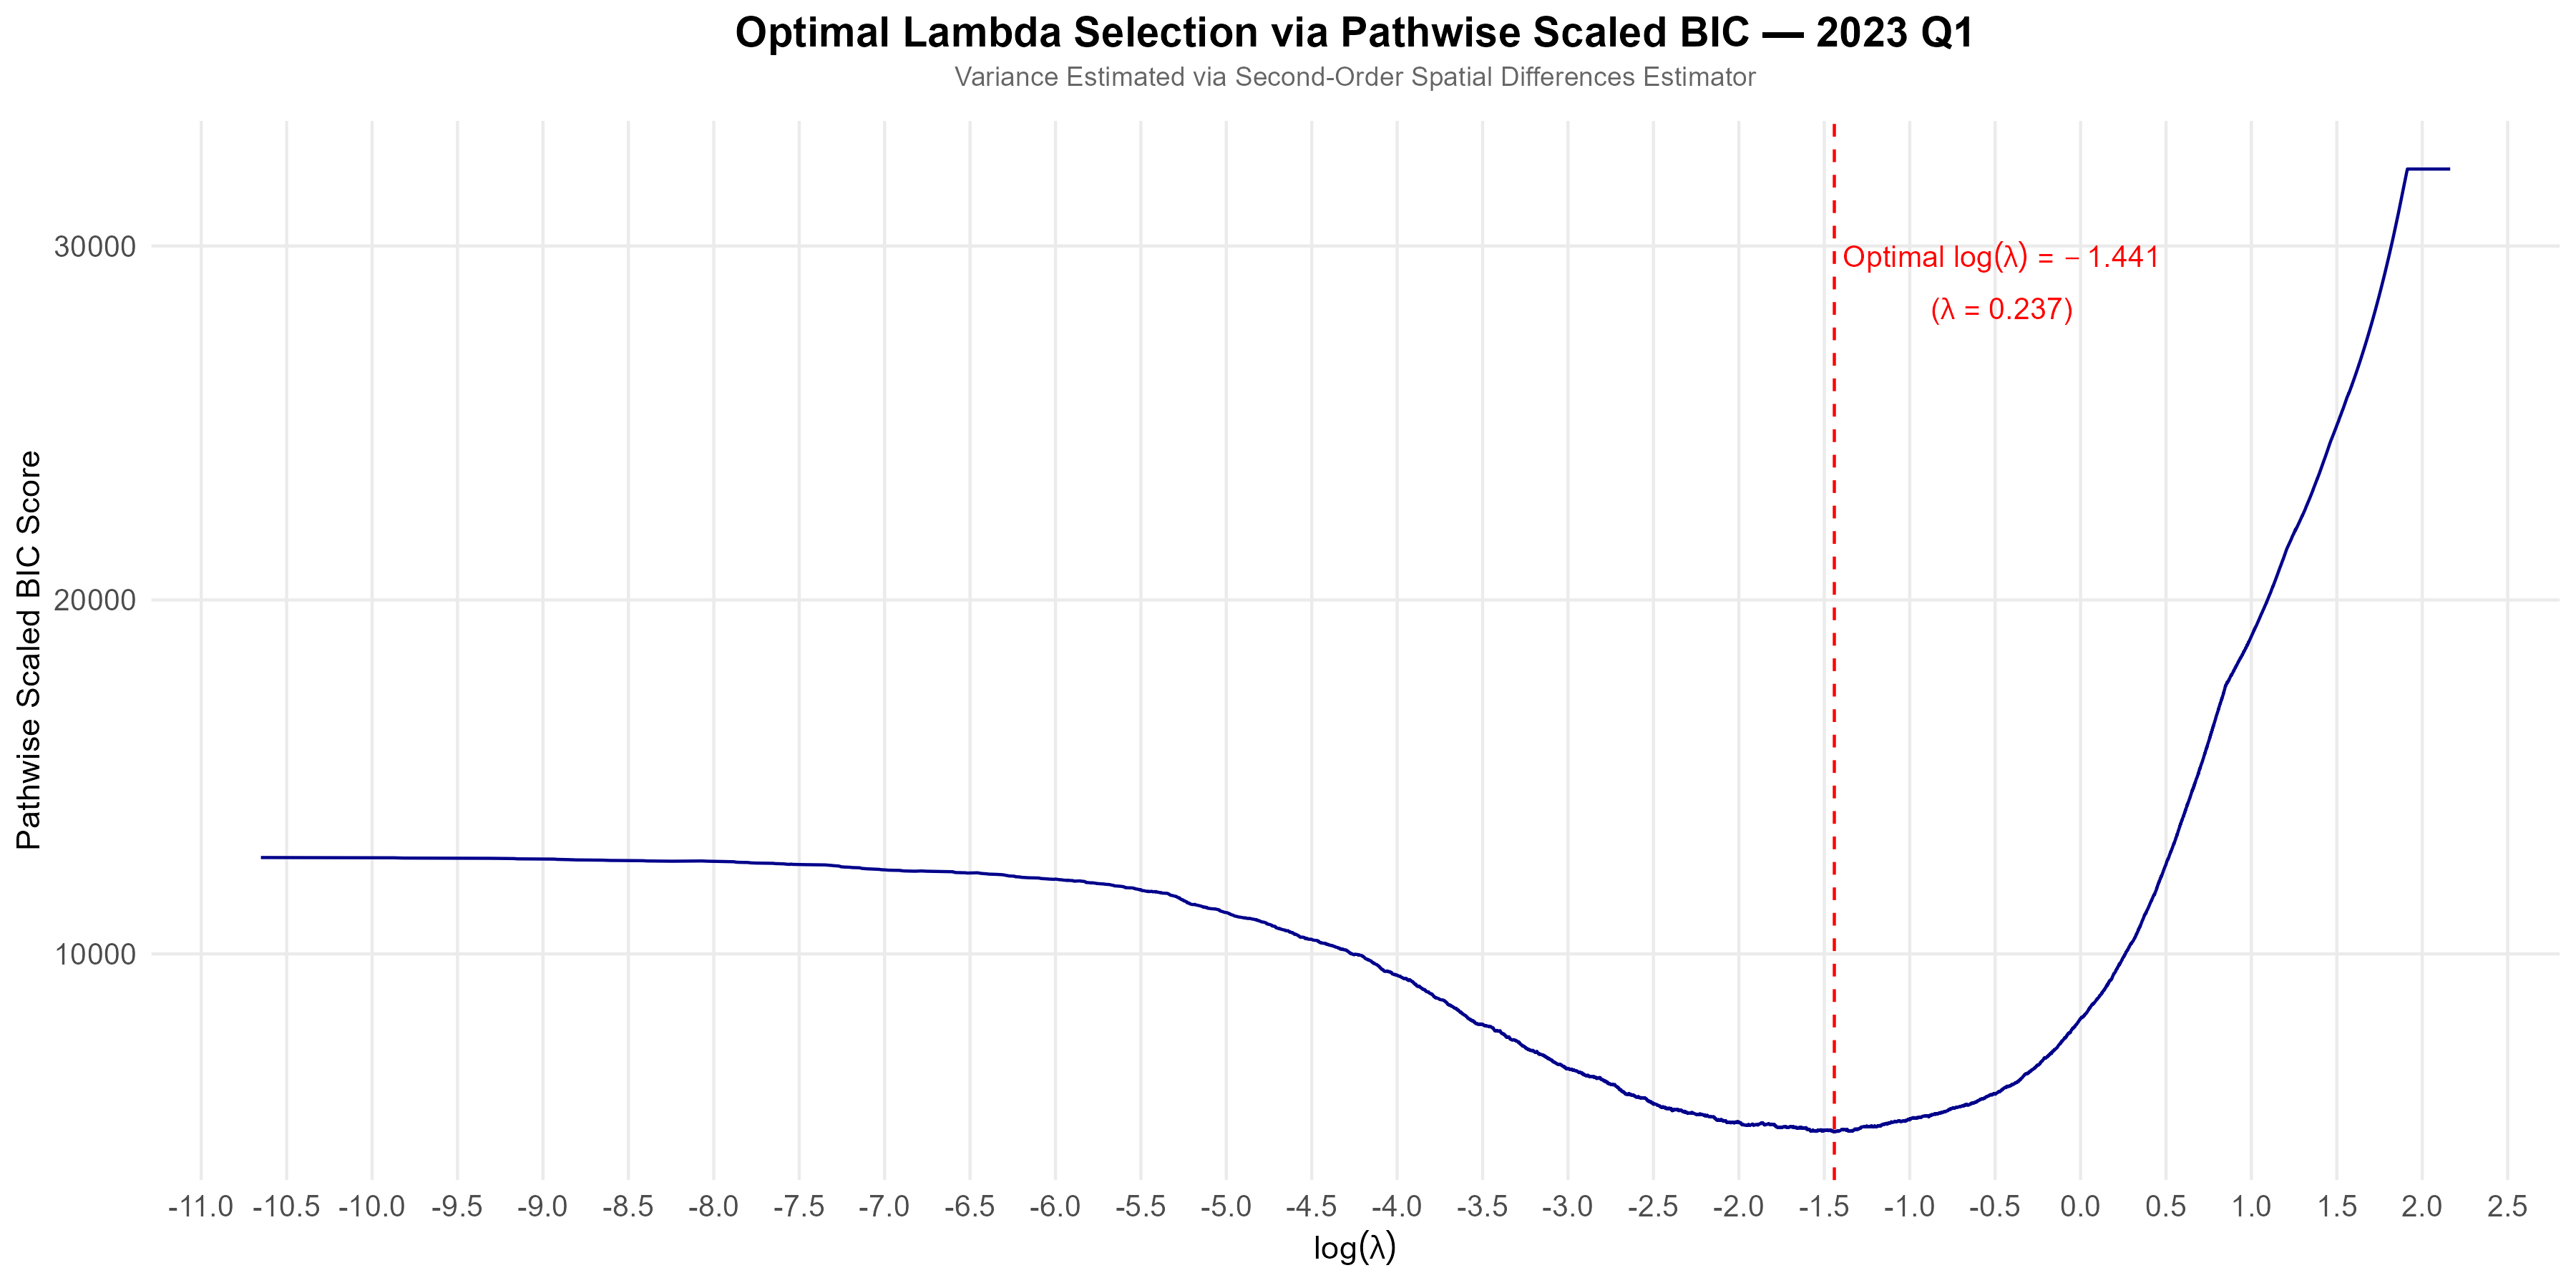 Optimal Lambda Selection via Pathwise Scaled BIC — 2023 Q1
Variance Estimated via Second-Order Spatial Differences Estimator
Pathwise Scaled BIC Score
30000
20000
10000
Optimal log(λ) = − 1.441
(λ = 0.237)
-11.0 -10.5 -10.0 -9.5 -9.0 -8.5 -8.0 -7.5 -7.0 -6.5 -6.0 -5.5 -5.0 -4.5 -4.0 -3.5 -3.0 -2.5 -2.0 -1.5 -1.0 -0.5 0.0 0.5 1.0 1.5 2.0 2.5
log(λ)